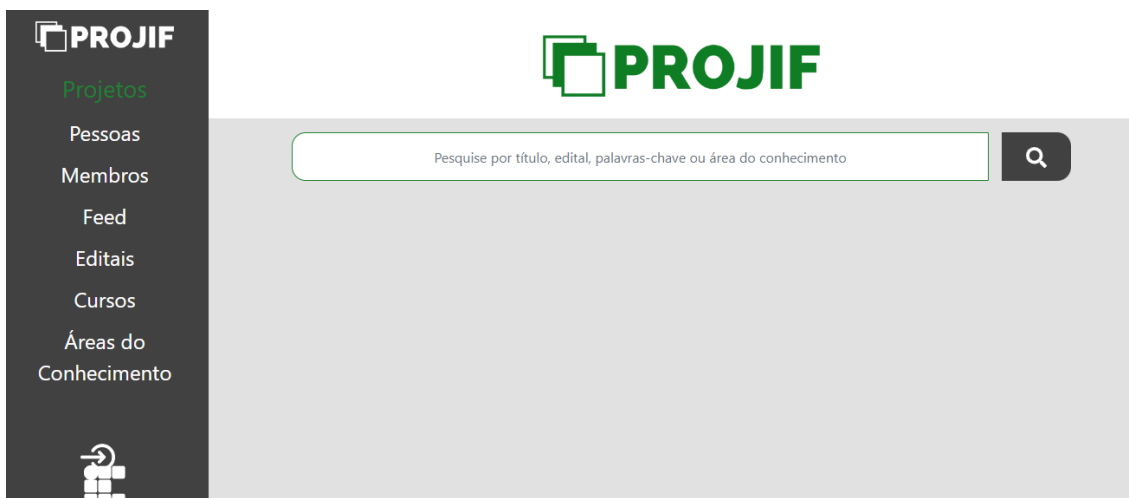 PROJIF
Projetos
Pessoas
Membros
Feed
Editais
Cursos
Áreas do
Conhecimento
PROJIF
Pesquise por título, edital, palavras-chave ou área do conhecimento